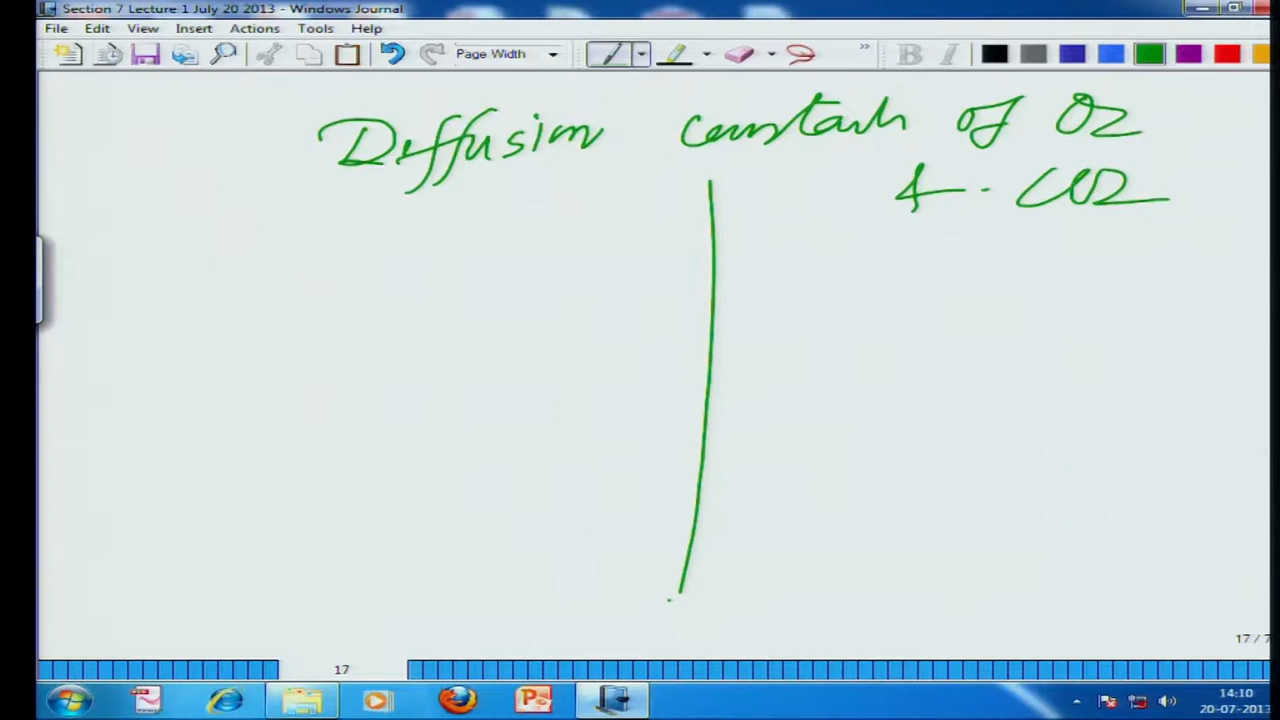 Section 7 Lecture 1 July 20 2013 - Windows Journal
File Edit View Insert Actions Tools Help
Page Width
B I
Diffusion constant of O2
& CO2
17 / 7
17
14:10
20-07-2013